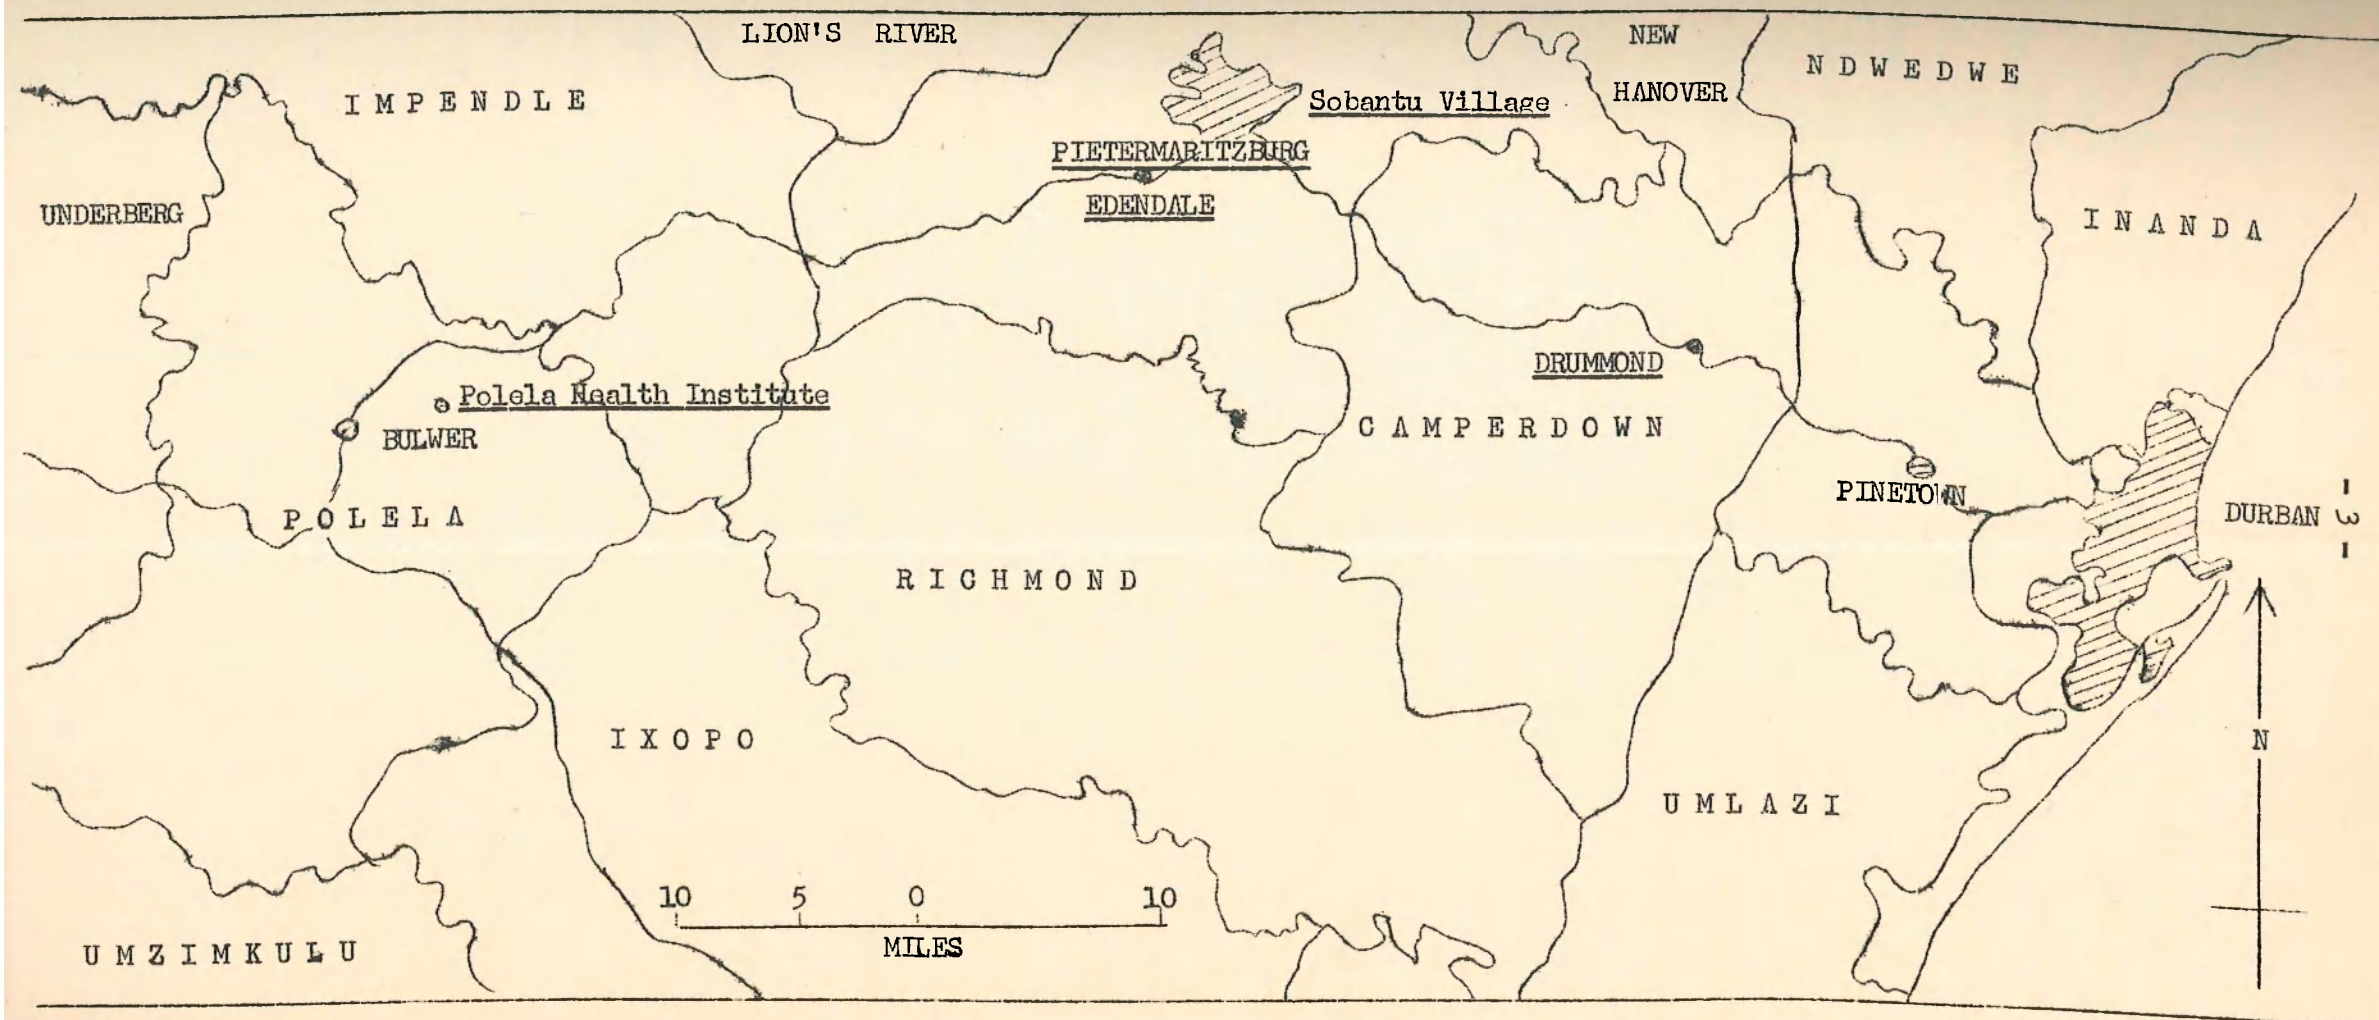 LION'S RIVER
NEW
HANOVER
NDWEDWE
IMPENDLE
Sobantu Village
PIETERMARITZBURG
EDENDALE
UNDERBERG
INANDA
DRUMMOND
Polela Health Institute
BULWER
CAMPERDOWN
PINETOWN
POLELA
DURBAN
- 3 -
RICHMOND
IXOPO
N
UMLAZI
10 5 0 10
MILES
UMZIMKULU